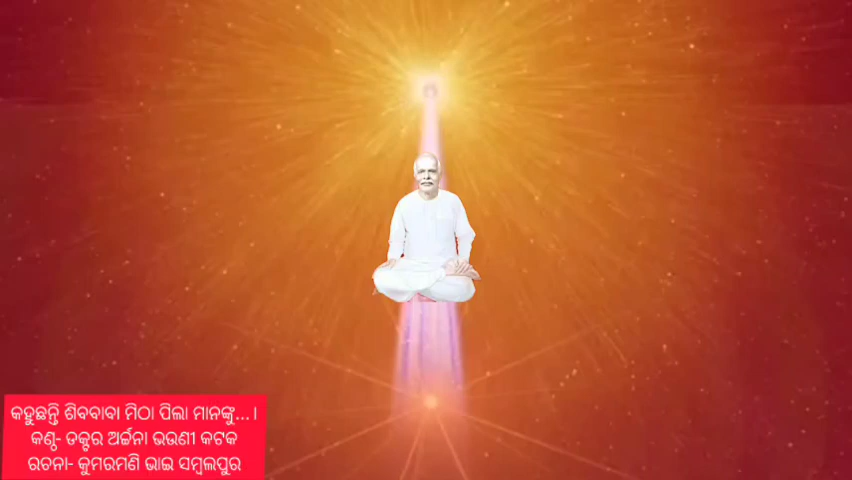 କହୁଛନ୍ତି ଶିବବାବା ମିଠା ପିଲା ମାନଙ୍କୁ...।
କଣ୍ଠ- ଡକ୍ଟର ଅର୍ଚ୍ଚନା ଭଉଣୀ କଟକ
ରଚନା- କୁମରମଣି ଭାଇ ସମ୍ବଲପୁର